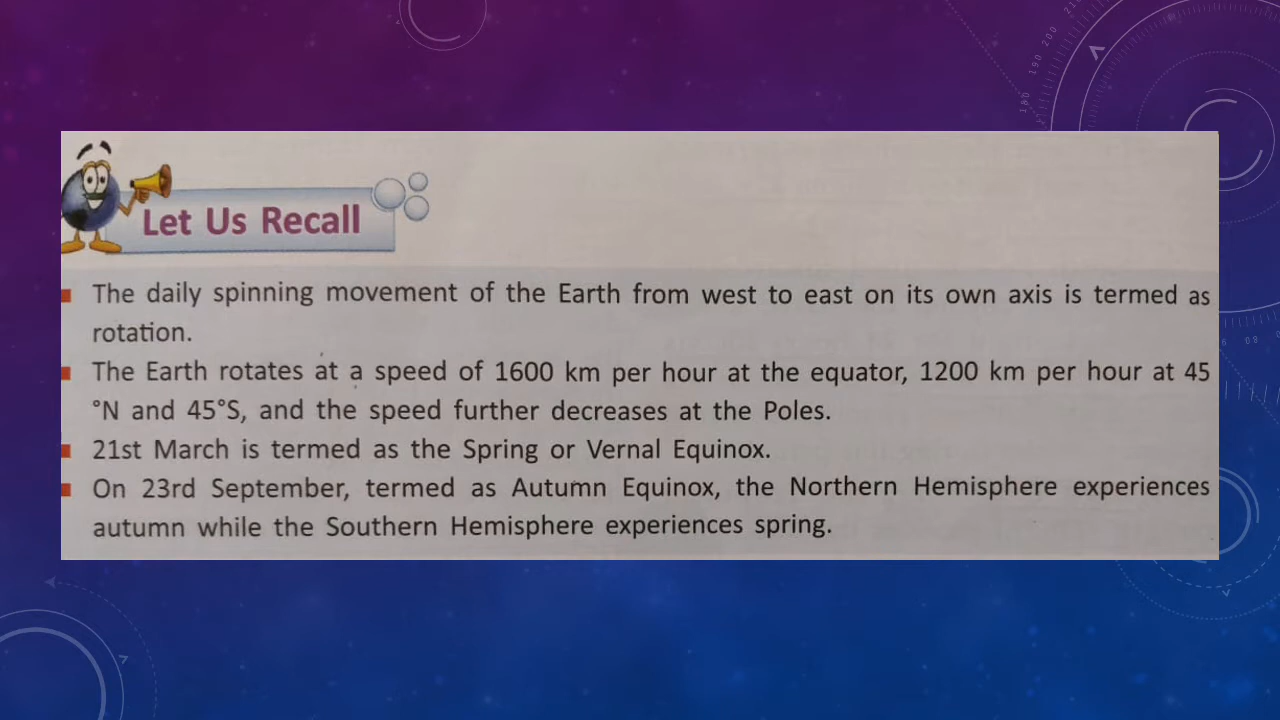 Let Us Recall
The daily spinning movement of the Earth from west to east on its own axis is termed as
rotation.
The Earth rotates at a speed of 1600 km per hour at the equator, 1200 km per hour at 45
°N and 45°S, and the speed further decreases at the Poles.
21st March is termed as the Spring or Vernal Equinox.
On 23rd September, termed as Autumn Equinox, the Northern Hemisphere experiences
autumn while the Southern Hemisphere experiences spring.
180 190 200